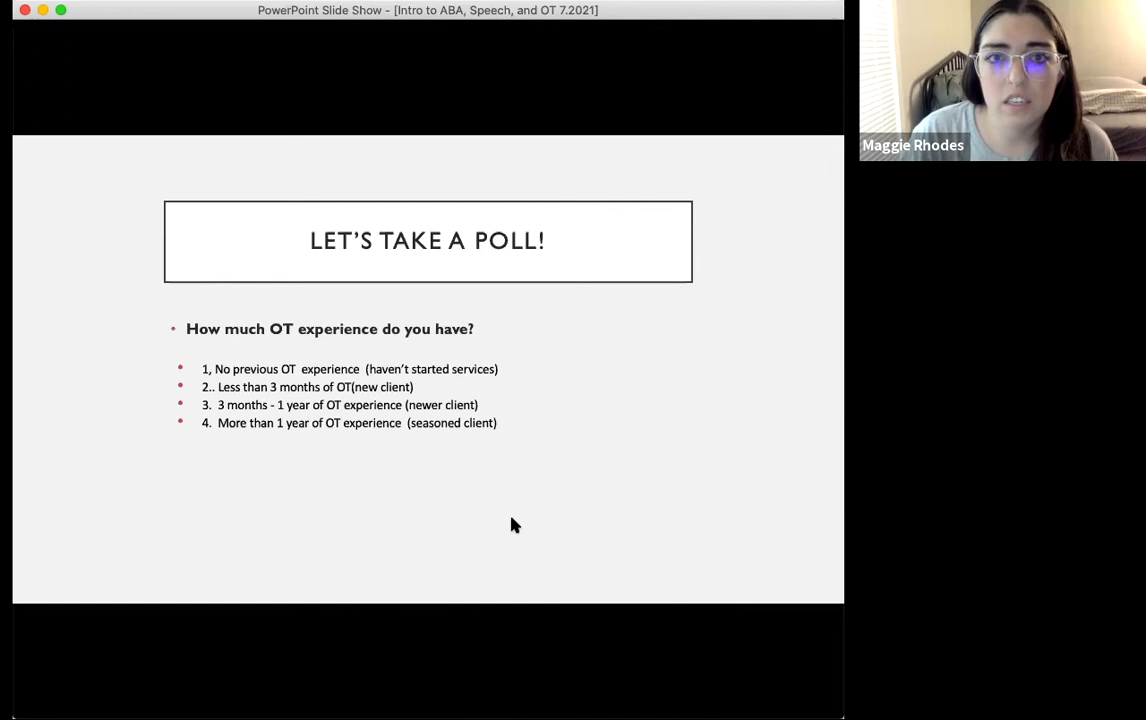 PowerPoint Slide Show - [Intro to ABA, Speech, and OT 7.2021]
Maggie Rhodes
LET'S TAKE A POLL!
• How much OT experience do you have?
• 1, No previous OT experience (haven't started services)
• 2.. Less than 3 months of OT(new client)
• 3. 3 months - 1 year of OT experience (newer client)
• 4. More than 1 year of OT experience (seasoned client)